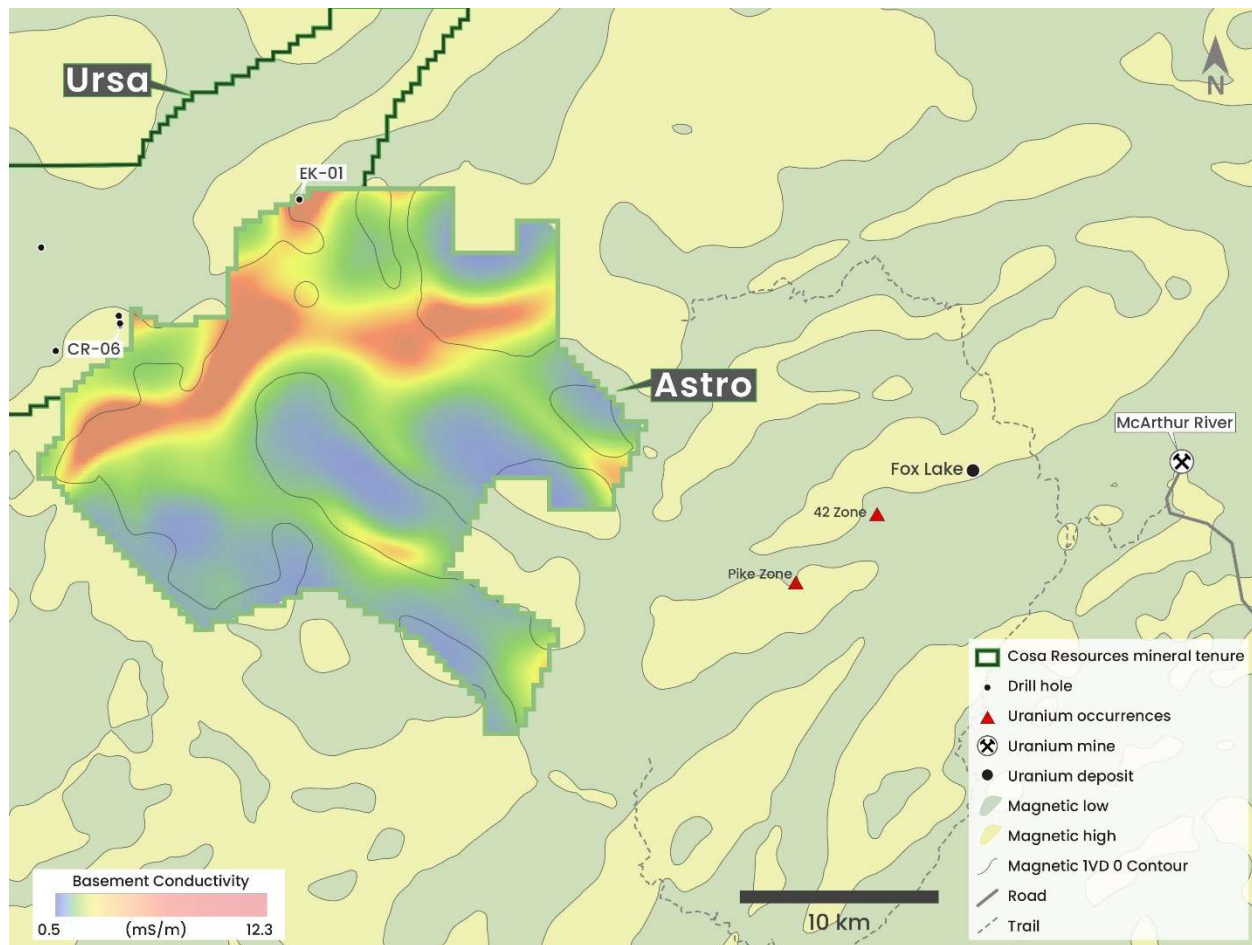 Ursa
N
EK-01
CR-06
Astro
McArthur River
Fox Lake
42 Zone
Pike Zone
Cosa Resources mineral tenure
Drill hole
Uranium occurrences
Uranium mine
Uranium deposit
Magnetic low
Magnetic high
Magnetic 1VD 0 Contour
Road
Trail
Basement Conductivity
0.5 (mS/m) 12.3
10 km